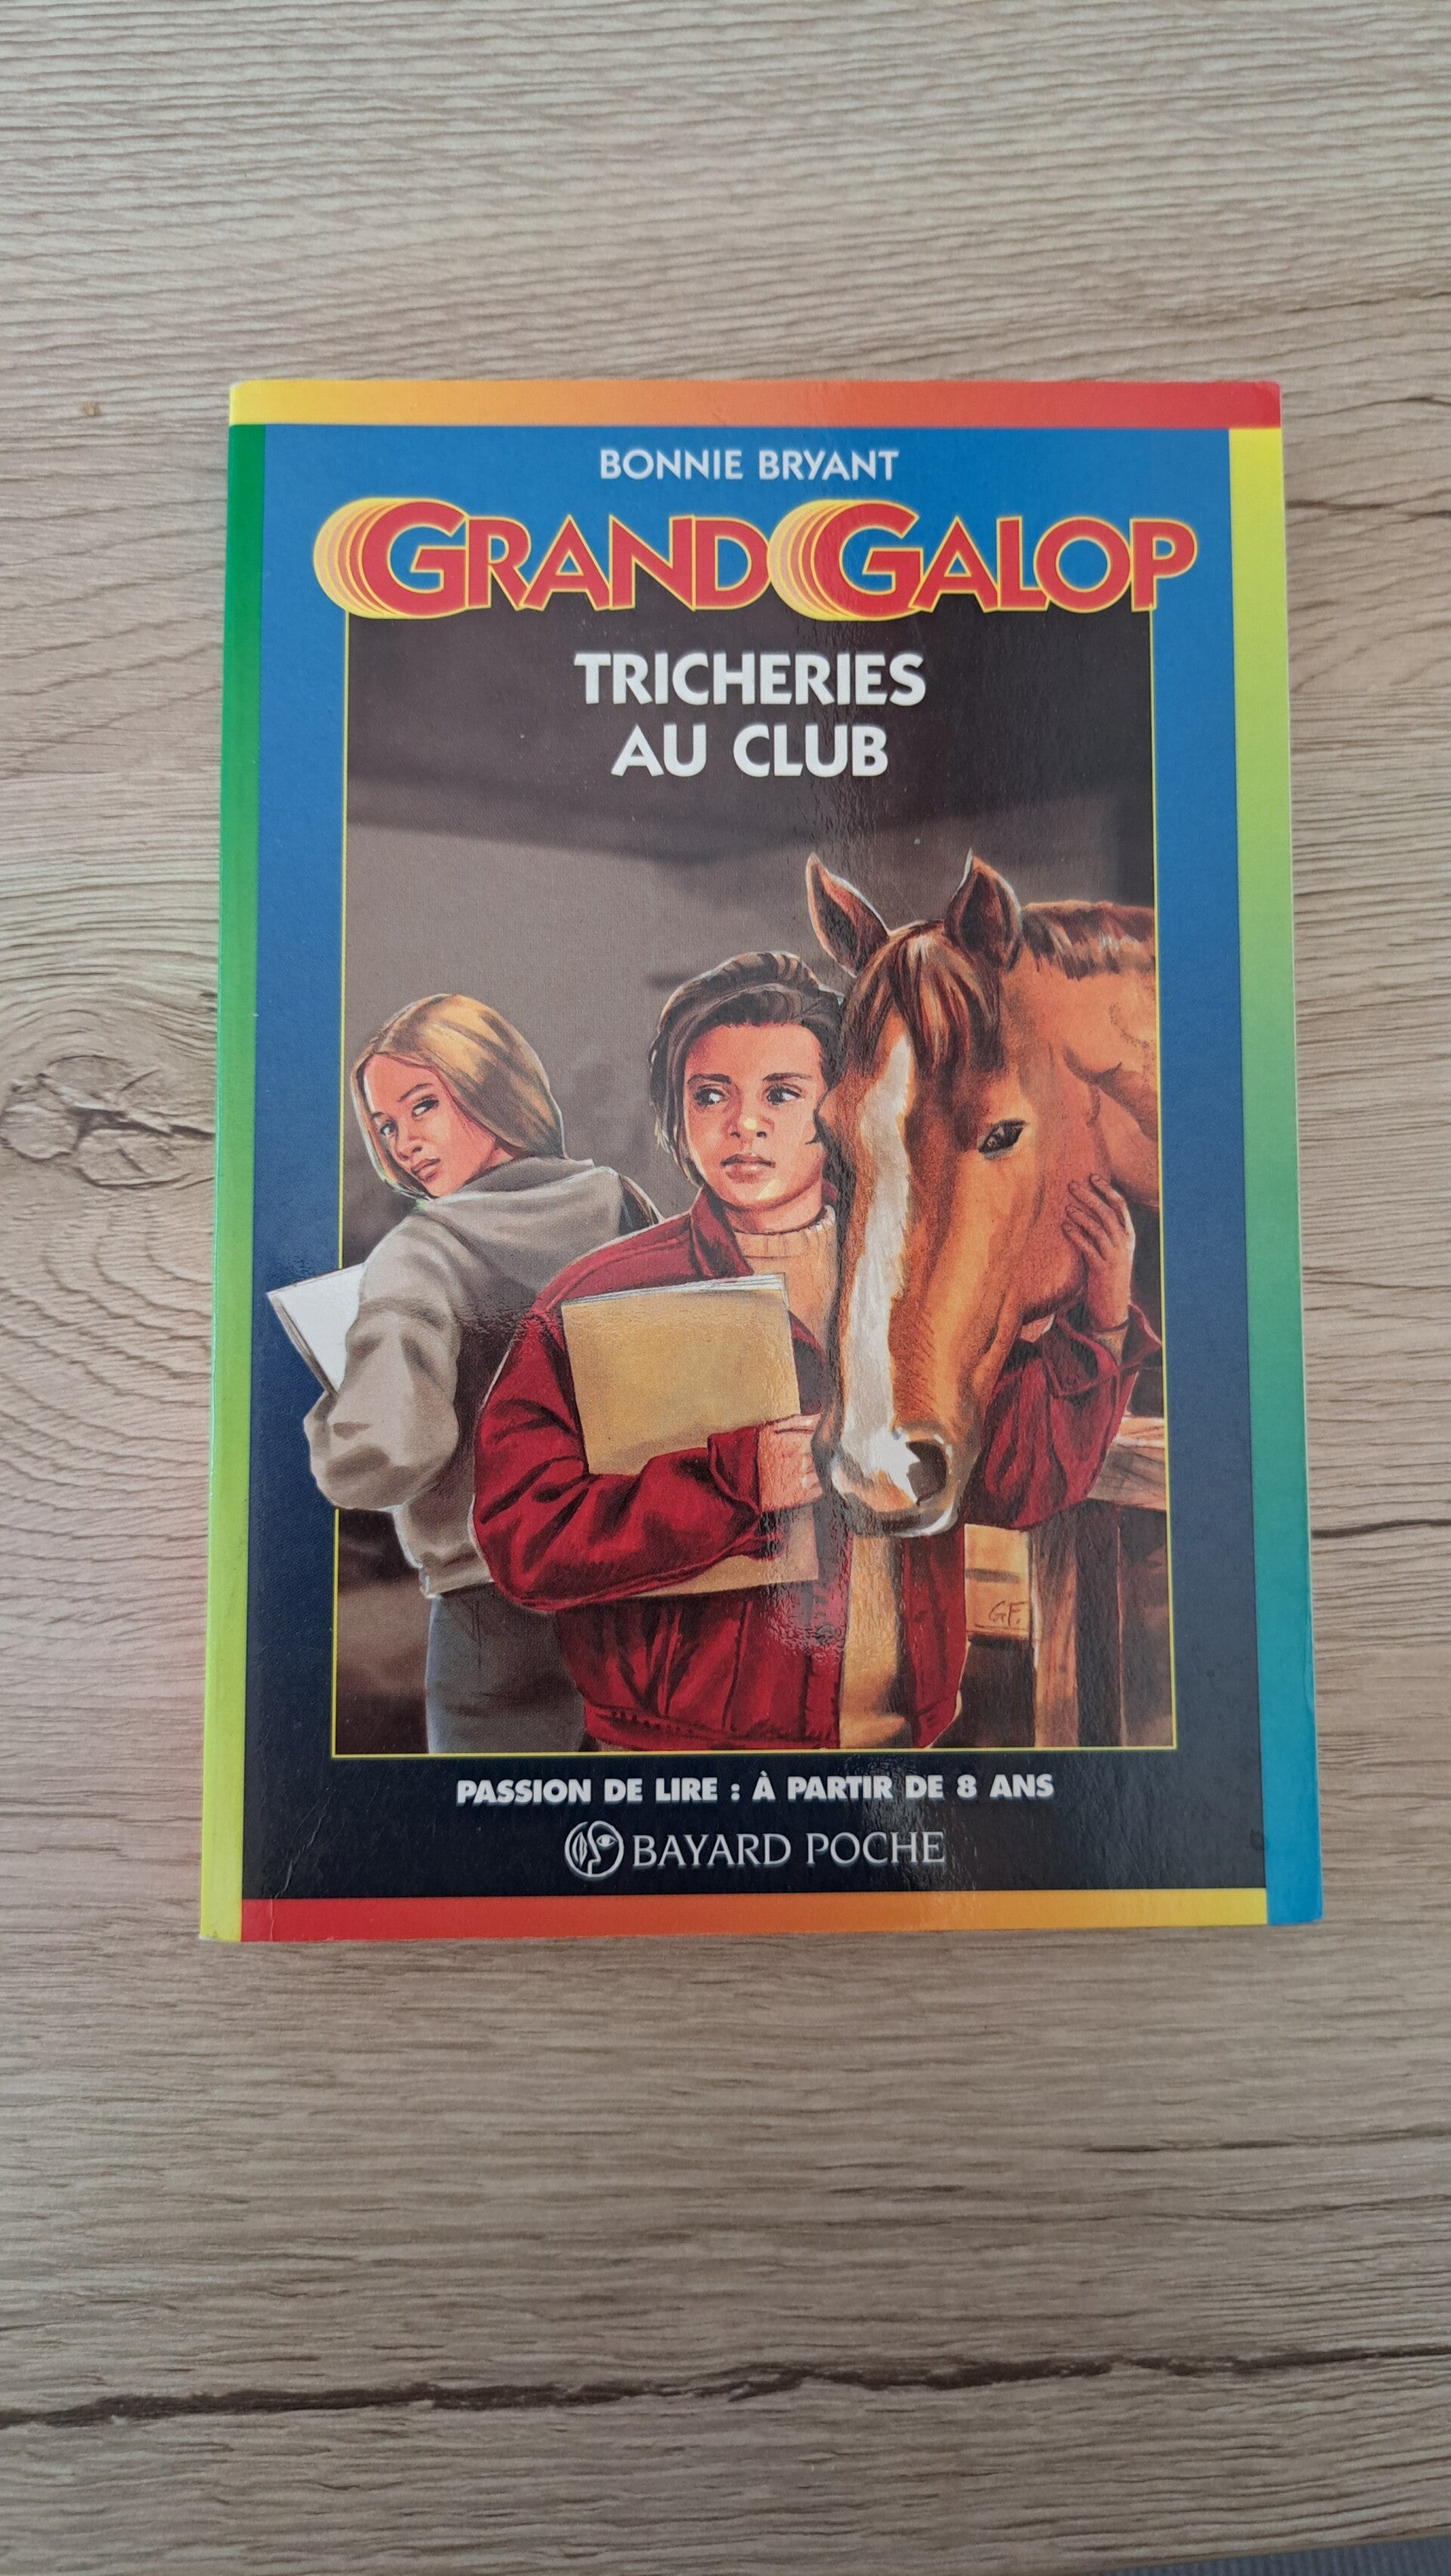 BONNIE BRYANT
GRAND GALOP
TRICHERIES
AU CLUB
G.F.
PASSION DE LIRE : À PARTIR DE 8 ANS
BAYARD POCHE